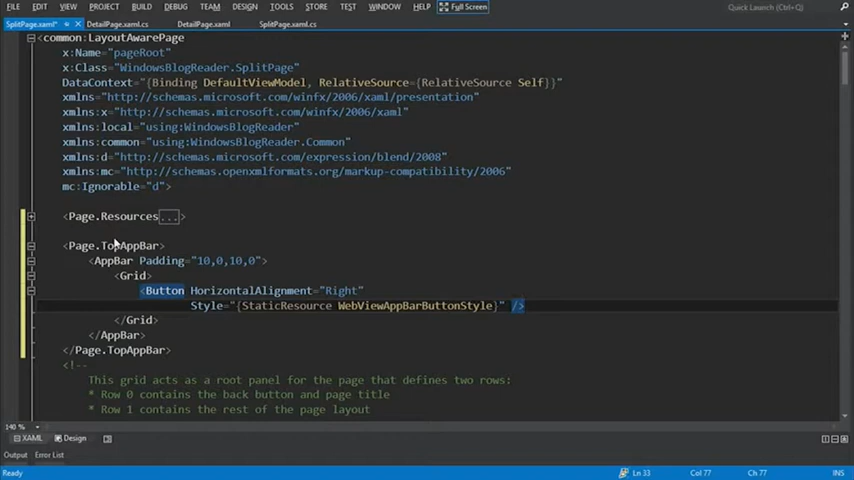 FILE EDIT VIEW PROJECT BUILD DEBUG TEAM DESIGN TOOLS STORE TEST WINDOW HELP Full Screen
SplitPage.xaml* DetailPage.xaml.cs DetailPage.xaml SplitPage.xaml.cs
<common:LayoutAwarePage
x:Name="pageRoot"
x:Class="WindowsBlogReader.SplitPage"
DataContext="{Binding DefaultViewModel, RelativeSource={RelativeSource Self}}"
xmlns="http://schemas.microsoft.com/winfx/2006/xaml/presentation"
xmlns:x="http://schemas.microsoft.com/winfx/2006/xaml"
xmlns:local="using:WindowsBlogReader"
xmlns:common="using:WindowsBlogReader.Common"
xmlns:d="http://schemas.microsoft.com/expression/blend/2008"
xmlns:mc="http://schemas.openxmlformats.org/markup-compatibility/2006"
mc:Ignorable="d">
<Page.Resources...>
<Page.TopAppBar>
<AppBar Padding="10,0,10,0">
<Grid>
<Button HorizontalAlignment="Right"
Style="{StaticResource WebViewAppBarButtonStyle}" />
</Grid>
</AppBar>
</Page.TopAppBar>
<!--
This grid acts as a root panel for the page that defines two rows:
* Row 0 contains the back button and page title
* Row 1 contains the rest of the page layout
140 %
XAML Design
Output Error List
Ready Ln 33 Col 77 Ch 77 INS